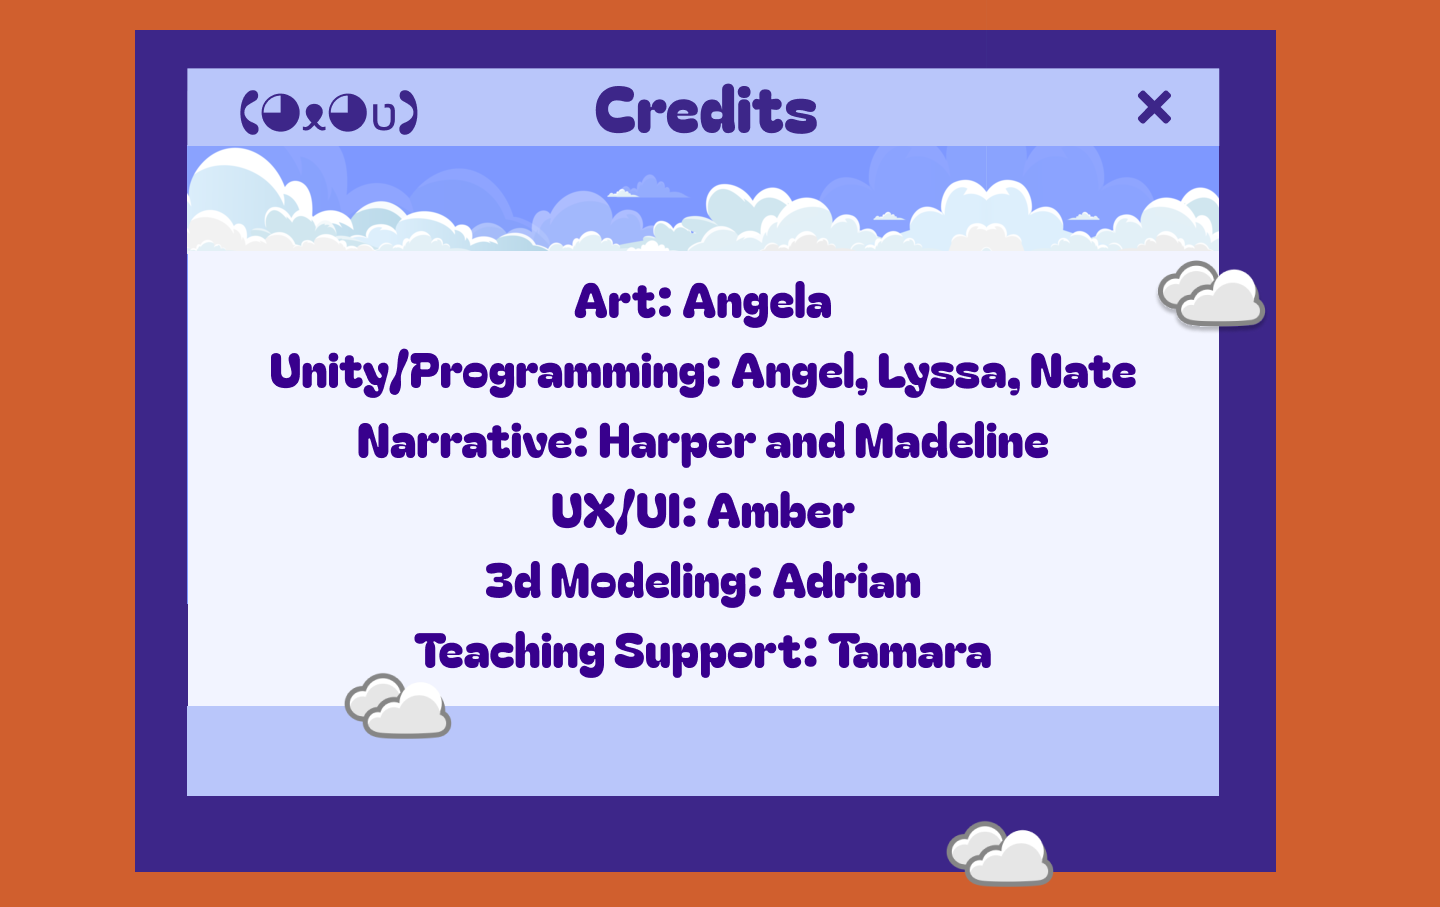 (◕ᴥ◕ʋ)
Credits
Art: Angela
Unity/Programming: Angel, Lyssa, Nate
Narrative: Harper and Madeline
UX/UI: Amber
3d Modeling: Adrian
Teaching Support: Tamara